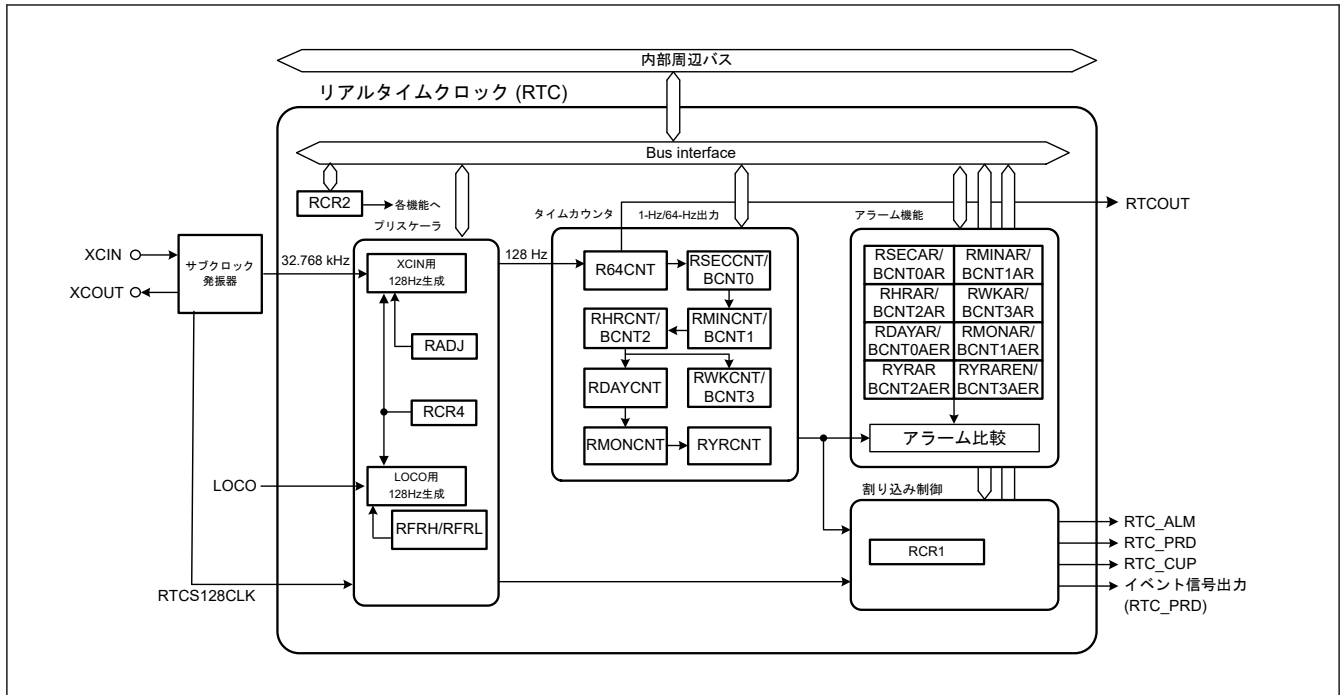 内部周辺バス
リアルタイムクロック (RTC)
Bus interface
RCR2
各機能へ
プリスケーラ
タイムカウンタ
1-Hz/64-Hz出力
アラーム機能
RTCOUT
XCIN
XCOUT
サブクロック
発振器
32.768 kHz
XCIN用
128Hz生成
128 Hz
RADJ
RCR4
LOCO
LOCO用
128Hz生成
RFRH/RFRL
RTCS128CLK
R64CNT
RSECCNT/
BCNT0
RHRCNT/
BCNT2
RMINCNT/
BCNT1
RDAYCNT
RWKCNT/
BCNT3
RMONCNT
RYRCNT
RSECAR/
BCNT0AR
RMINAR/
BCNT1AR
RHRAR/
BCNT2AR
RWKAR/
BCNT3AR
RDAYAR/
BCNT0AER
RMONAR/
BCNT1AER
RYRAR
BCNT2AER
RYRAREN/
BCNT3AER
アラーム比較
割り込み制御
RCR1
RTC_ALM
RTC_PRD
RTC_CUP
イベント信号出力
(RTC_PRD)